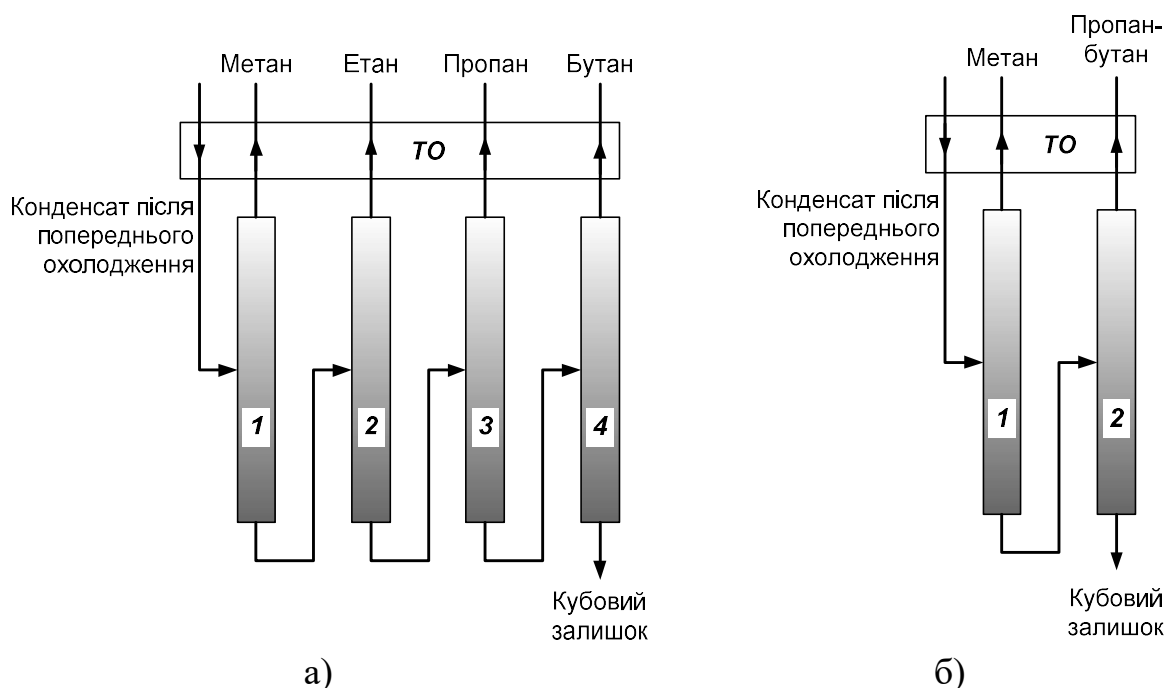 Метан
Етан
Пропан
Бутан
ТО
Конденсат після
попереднього
охолодження
1
2
3
4
Кубовий
залишок
а)
Пропан-
бутан
Метан
ТО
Конденсат після
попереднього
охолодження
1
2
Кубовий
залишок
б)